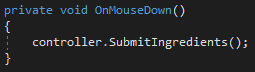 private void OnMouseDown()
{
    controller.SubmitIngredients();
}